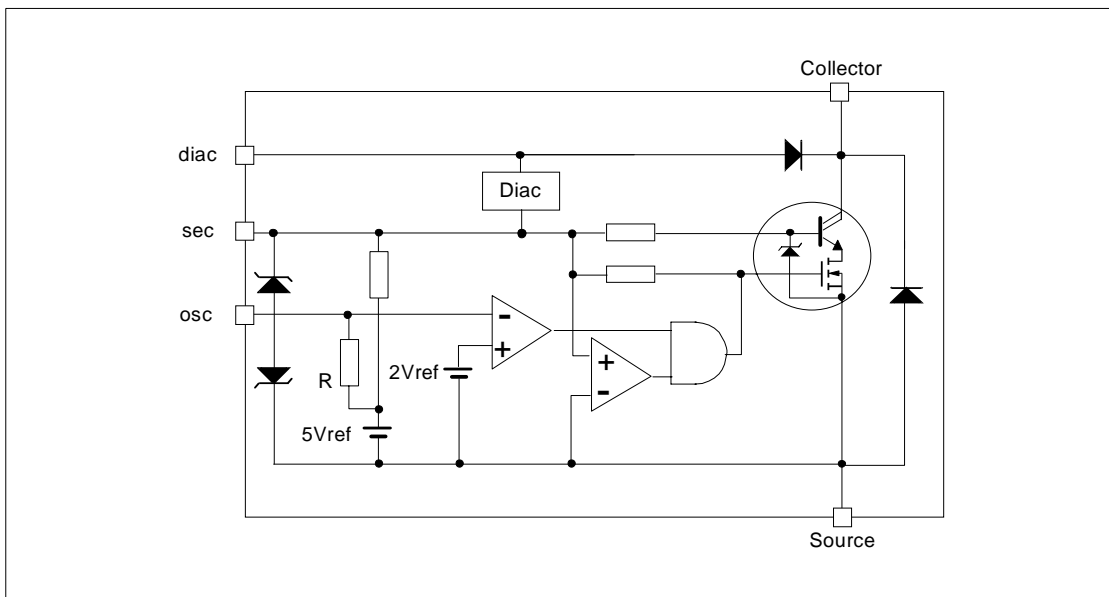 Collector
diac
Diac
sec
osc
-
+
2Vref
R
+
-
5Vref
Source